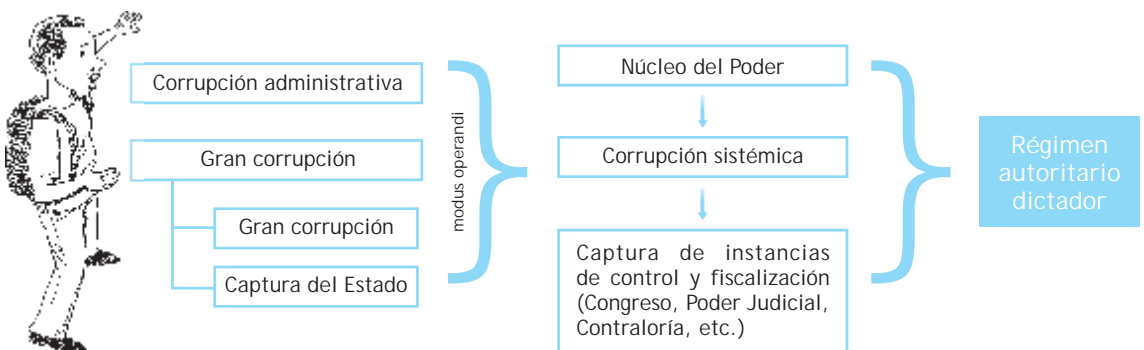 Corrupción administrativa
Gran corrupción
Gran corrupción
Captura del Estado
modus operandi
Núcleo del Poder
Corrupción sistémica
Captura de instancias
de control y fiscalización
(Congreso, Poder Judicial,
Contraloría, etc.)
Régimen
autoritario
dictador